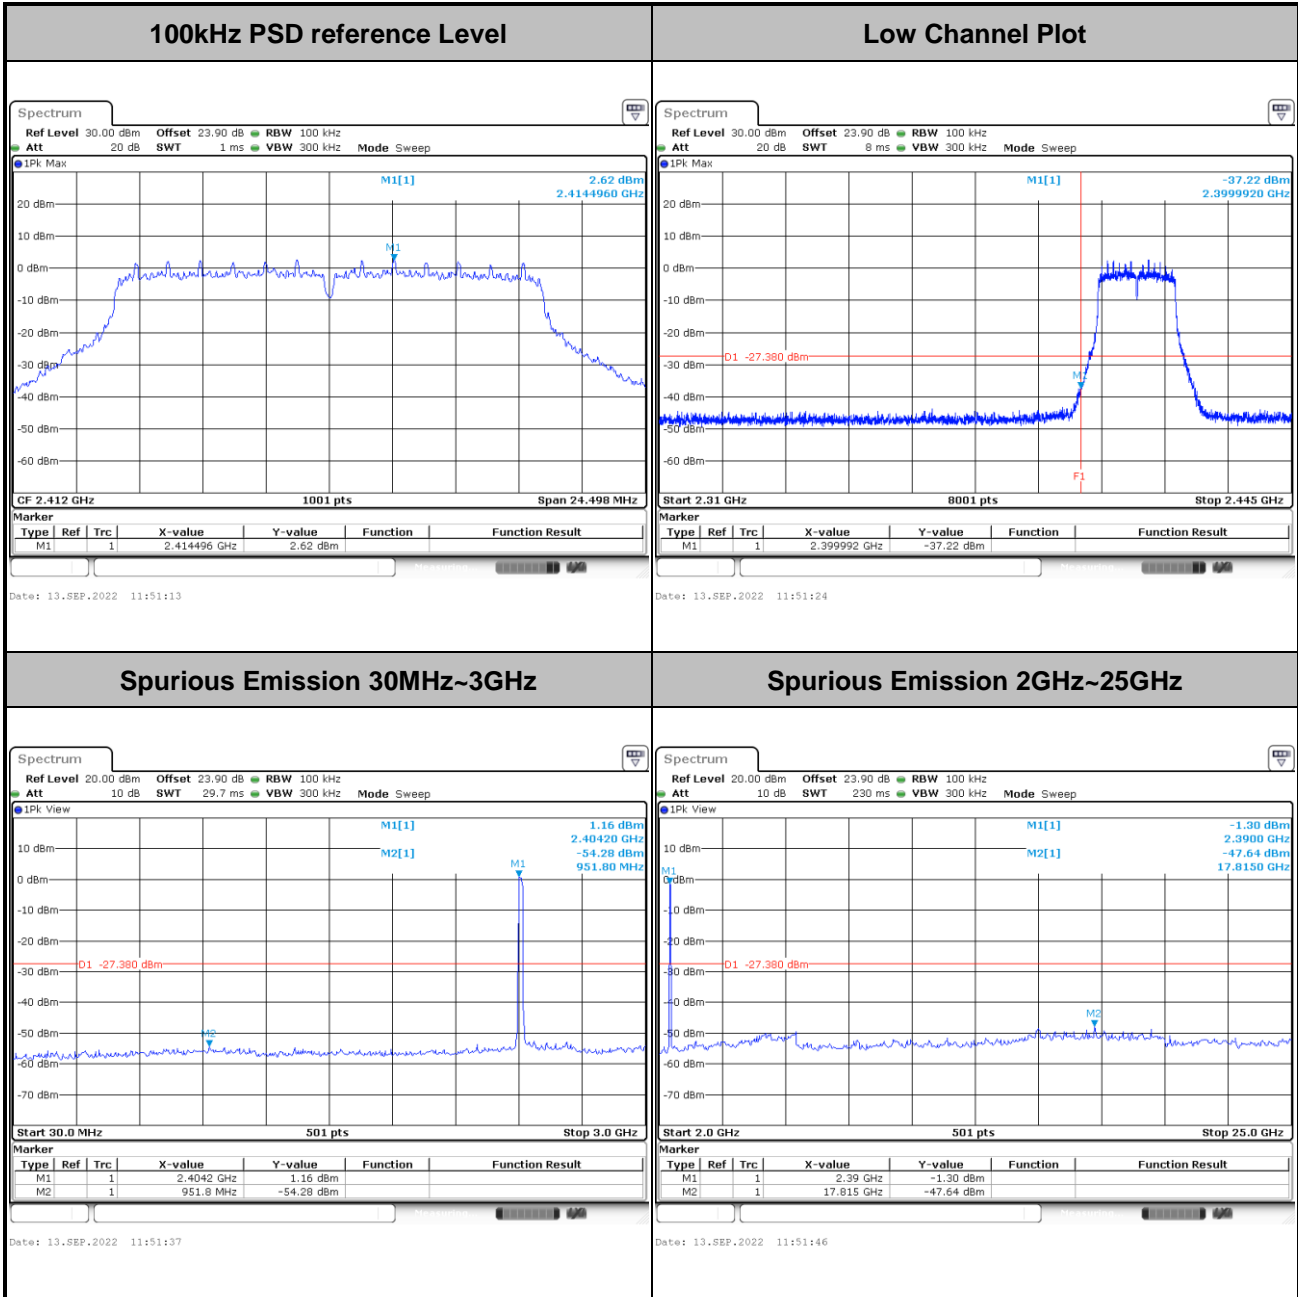 100kHz PSD reference Level
Low Channel Plot
Spectrum
Ref Level 30.00 dBm Offset 23.90 dB RBW 100 kHz
Att 20 dB SWT 1 ms VBW 300 kHz Mode Sweep
1Pk Max
M1[1] 2.62 dBm
2.4144960 GHz
20 dBm
10 dBm
M1
0 dBm
-10 dBm
-20 dBm
-30 dBm
-40 dBm
-50 dBm
-60 dBm
CF 2.412 GHz 1001 pts Span 24.498 MHz
Marker
Type Ref Trc X-value Y-value Function Function Result
M1 1 2.414496 GHz 2.62 dBm
Measuring
Date: 13.SEP.2022 11:51:13
Spectrum
Ref Level 30.00 dBm Offset 23.90 dB RBW 100 kHz
Att 20 dB SWT 8 ms VBW 300 kHz Mode Sweep
1Pk Max
M1[1] -37.22 dBm
2.3999920 GHz
20 dBm
10 dBm
0 dBm
-10 dBm
-20 dBm
D1 -27.380 dBm
-30 dBm
M1
-40 dBm
-50 dBm
-60 dBm
F1
Start 2.31 GHz 8001 pts Stop 2.445 GHz
Marker
Type Ref Trc X-value Y-value Function Function Result
M1 1 2.399992 GHz -37.22 dBm
Measuring
Date: 13.SEP.2022 11:51:24
Spurious Emission 30MHz~3GHz
Spurious Emission 2GHz~25GHz
Spectrum
Ref Level 20.00 dBm Offset 23.90 dB RBW 100 kHz
Att 10 dB SWT 29.7 ms VBW 300 kHz Mode Sweep
1Pk View
M1[1] 1.16 dBm
2.40420 GHz
10 dBm
M2[1] -54.28 dBm
951.80 MHz
M1
0 dBm
-10 dBm
-20 dBm
D1 -27.380 dBm
-30 dBm
-40 dBm
-50 dBm
M2
-60 dBm
-70 dBm
Start 30.0 MHz 501 pts Stop 3.0 GHz
Marker
Type Ref Trc X-value Y-value Function Function Result
M1 1 2.4042 GHz 1.16 dBm
M2 1 951.8 MHz -54.28 dBm
Measuring
Date: 13.SEP.2022 11:51:37
Spectrum
Ref Level 20.00 dBm Offset 23.90 dB RBW 100 kHz
Att 10 dB SWT 230 ms VBW 300 kHz Mode Sweep
1Pk View
M1[1] -1.30 dBm
2.3900 GHz
10 dBm
M2[1] -47.64 dBm
17.8150 GHz
M1
0 dBm
-10 dBm
-20 dBm
D1 -27.380 dBm
-30 dBm
-40 dBm
M2
-50 dBm
-60 dBm
-70 dBm
Start 2.0 GHz 501 pts Stop 25.0 GHz
Marker
Type Ref Trc X-value Y-value Function Function Result
M1 1 2.39 GHz -1.30 dBm
M2 1 17.815 GHz -47.64 dBm
Measuring
Date: 13.SEP.2022 11:51:46